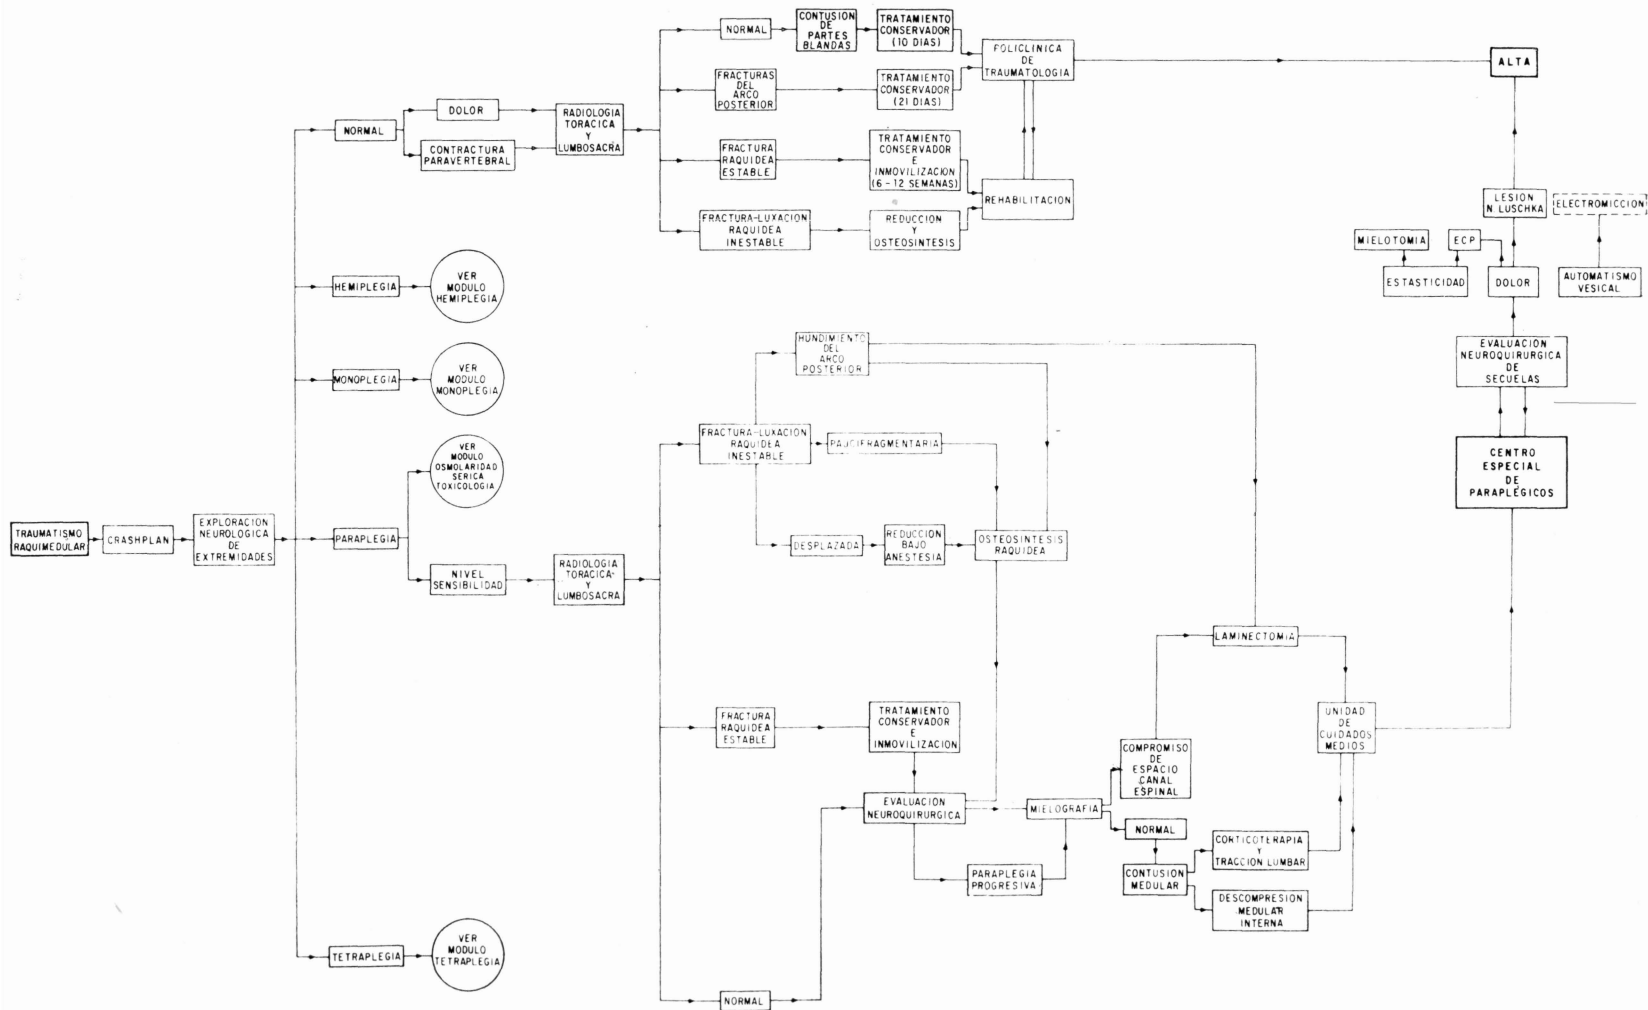 TRAUMATISMO
RAQUIMEDULAR
CRASHPLAN
EXPLORACION
NEUROLOGICA
DE
EXTREMIDADES
NORMAL
DOLOR
CONTRACTURA
PARAVERTEBRAL
RADIOLOGIA
TORACICA
Y
LUMBOSACRA
NORMAL
CONTUSION
DE
PARTES
BLANDAS
TRATAMIENTO
CONSERVADOR
(10 DIAS)
FRACTURAS
DEL
ARCO
POSTERIOR
TRATAMIENTO
CONSERVADOR
(21 DIAS)
FRACTURA
RAQUIDEA
ESTABLE
TRATAMIENTO
CONSERVADOR
E
INMOVILIZACION
(6 - 12 SEMANAS)
FRACTURA-LUXACION
RAQUIDEA
INESTABLE
REDUCCION
Y
OSTEOSINTESIS
FOLICLINICA
DE
TRAUMATOLOGIA
REHABILITACION
ALTA
HEMIPLEGIA
VER
MODULO
HEMIPLEGIA
MONOPLEGIA
VER
MODULO
MONOPLEGIA
PARAPLEGIA
VER
MODULO
OSMOLARIDAD
SERICA
TOXICOLOGIA
NIVEL
SENSIBILIDAD
RADIOLOGIA
TORACICA
Y
LUMBOSACRA
FRACTURA-LUXACION
RAQUIDEA
INESTABLE
HUNDIMIENTO
DEL
ARCO
POSTERIOR
PAUCIFRAGMENTARIA
DESPLAZADA
REDUCCION
BAJO
ANESTESIA
OSTEOSINTESIS
RAQUIDEA
FRACTURA
RAQUIDEA
ESTABLE
TRATAMIENTO
CONSERVADOR
E
INMOVILIZACION
EVALUACION
NEUROQUIRURGICA
PARAPLEGIA
PROGRESIVA
NORMAL
MIELOGRAFIA
COMPROMISO
DE
ESPACIO
CANAL
ESPINAL
NORMAL
CONTUSION
MEDULAR
LAMINECTOMIA
CORTICOTERAPIA
Y
TRACCION LUMBAR
DESCOMPRESION
MEDULAR
INTERNA
UNIDAD
DE
CUIDADOS
MEDIOS
CENTRO
ESPECIAL
DE
PARAPLÉGICOS
EVALUACION
NEUROQUIRURGICA
DE
SECUELAS
DOLOR
ESTASTICIDAD
MIELOTOMIA
ECP
LESION
N. LUSCHKA
ELECTROMICCION
AUTOMATISMO
VESICAL
TETRAPLEGIA
VER
MODULO
TETRAPLEGIA